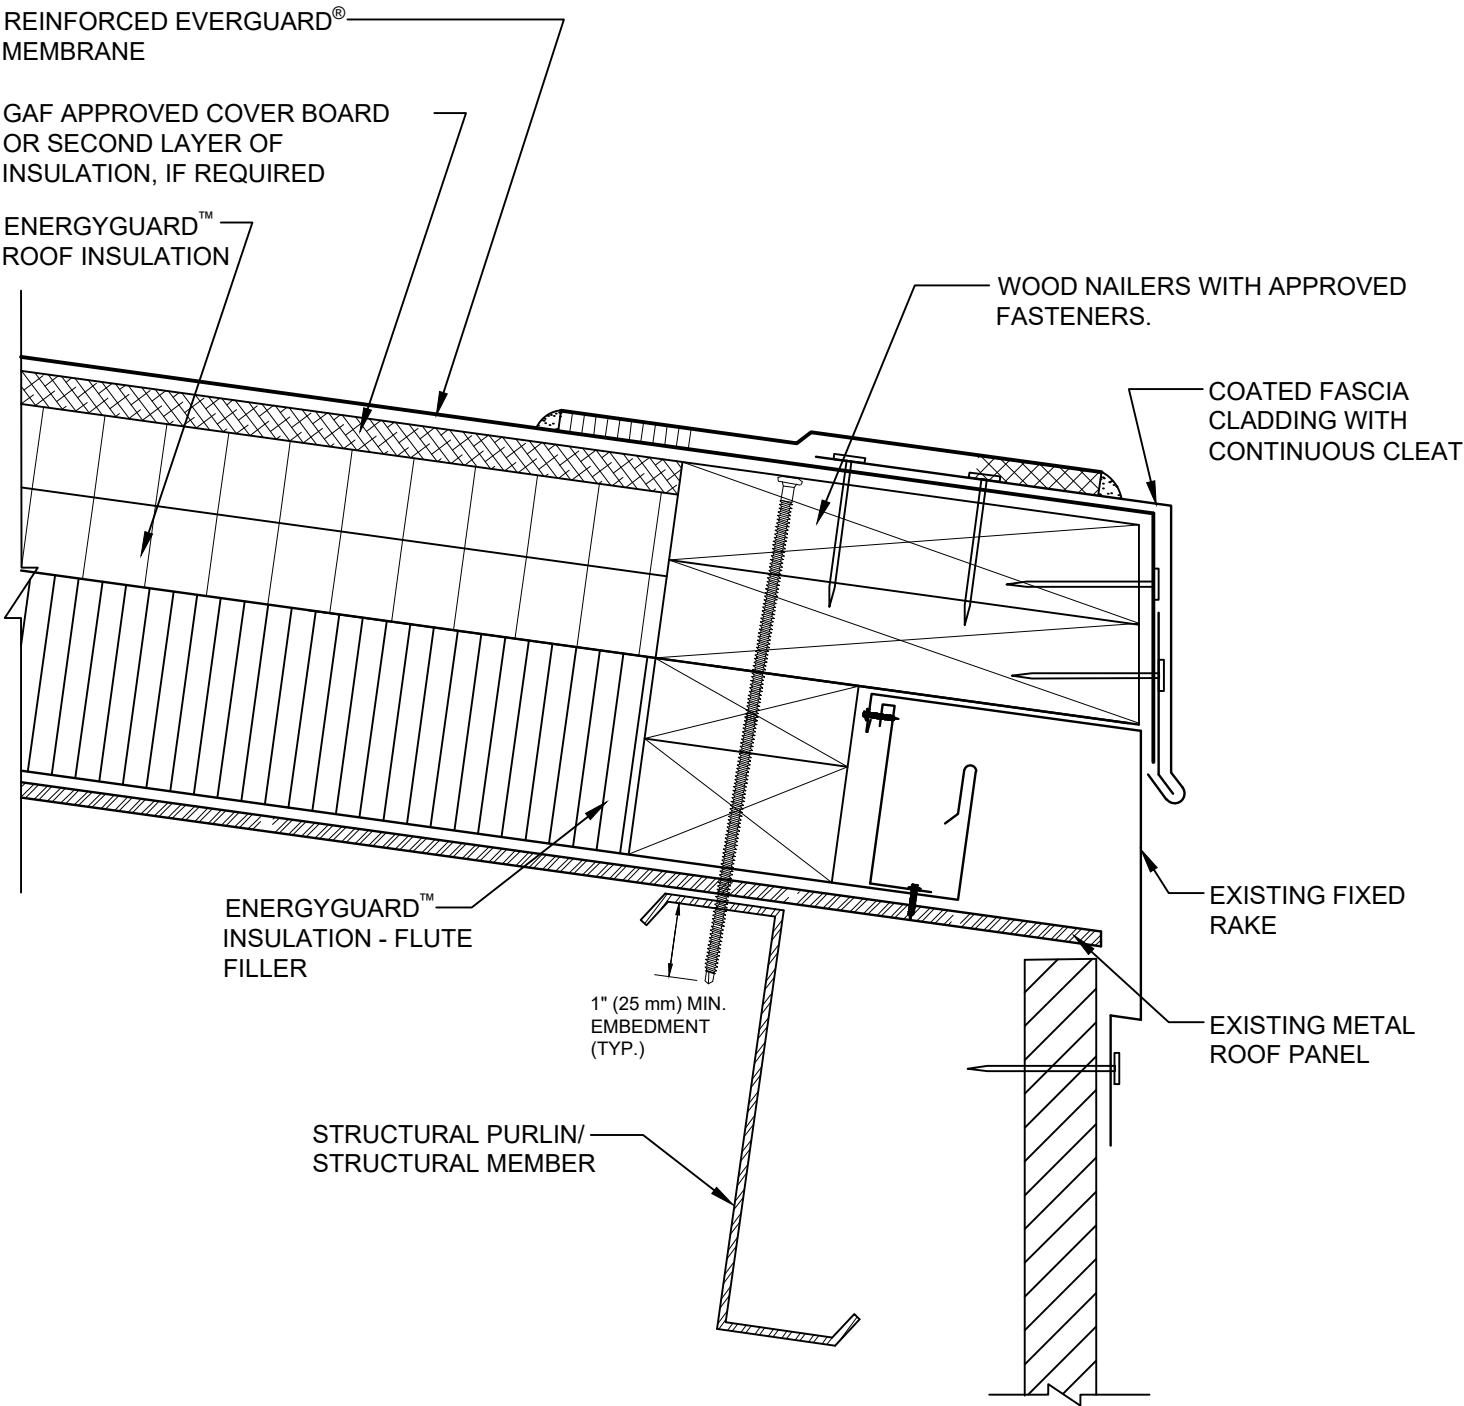 REINFORCED EVERGUARD®
MEMBRANE
GAF APPROVED COVER BOARD
OR SECOND LAYER OF
INSULATION, IF REQUIRED
ENERGYGUARD™
ROOF INSULATION
WOOD NAILERS WITH APPROVED
FASTENERS.
COATED FASCIA
CLADDING WITH
CONTINUOUS CLEAT
ENERGYGUARD™
INSULATION - FLUTE
FILLER
EXISTING FIXED
RAKE
1" (25 mm) MIN.
EMBEDMENT
(TYP.)
EXISTING METAL
ROOF PANEL
STRUCTURAL PURLIN/
STRUCTURAL MEMBER